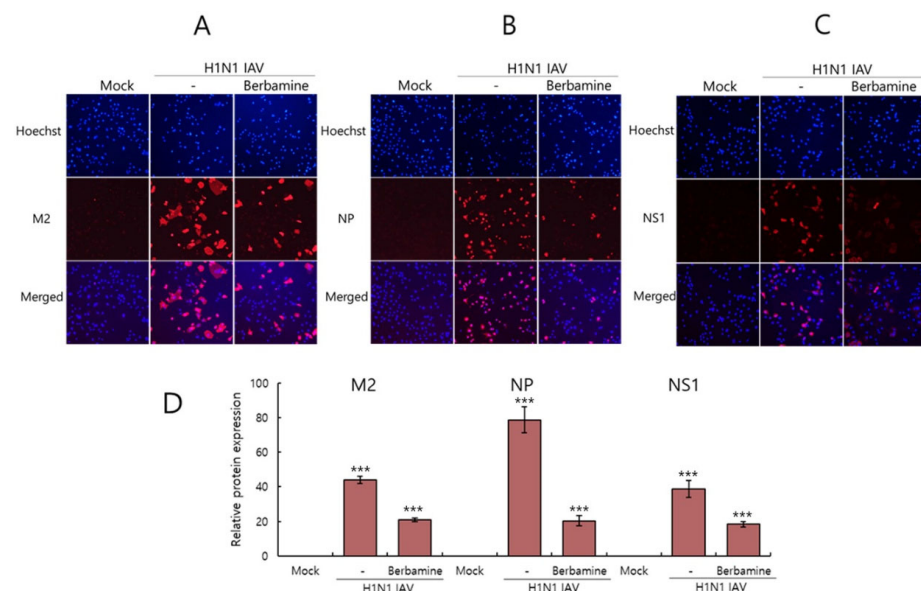 A
B
C
H1N1 IAV
H1N1 IAV
H1N1 IAV
Mock
-
Berbamine
Mock
-
Berbamine
Mock
-
Berbamine
Hoechst
Hoechst
Hoechst
M2
NP
NS1
Merged
Merged
Merged
D
M2
NP
NS1
Relative protein expression
100
80
60
40
20
0
***
***
***
***
***
***
Mock
-
Berbamine
Mock
-
Berbamine
Mock
-
Berbamine
H1N1 IAV
H1N1 IAV
H1N1 IAV